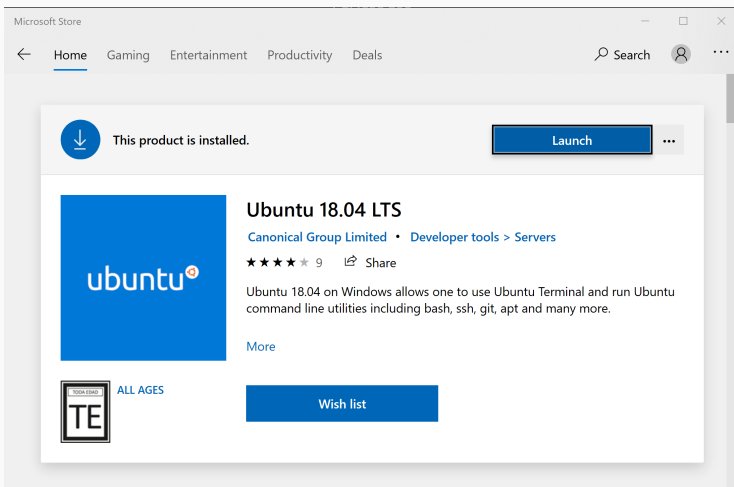 Microsoft Store
Home Gaming Entertainment Productivity Deals Search
This product is installed.
Launch
ubuntu
Ubuntu 18.04 LTS
Canonical Group Limited • Developer tools > Servers
9 Share
Ubuntu 18.04 on Windows allows one to use Ubuntu Terminal and run Ubuntu
command line utilities including bash, ssh, git, apt and many more.
More
TODA EDAD
TE
ALL AGES
Wish list